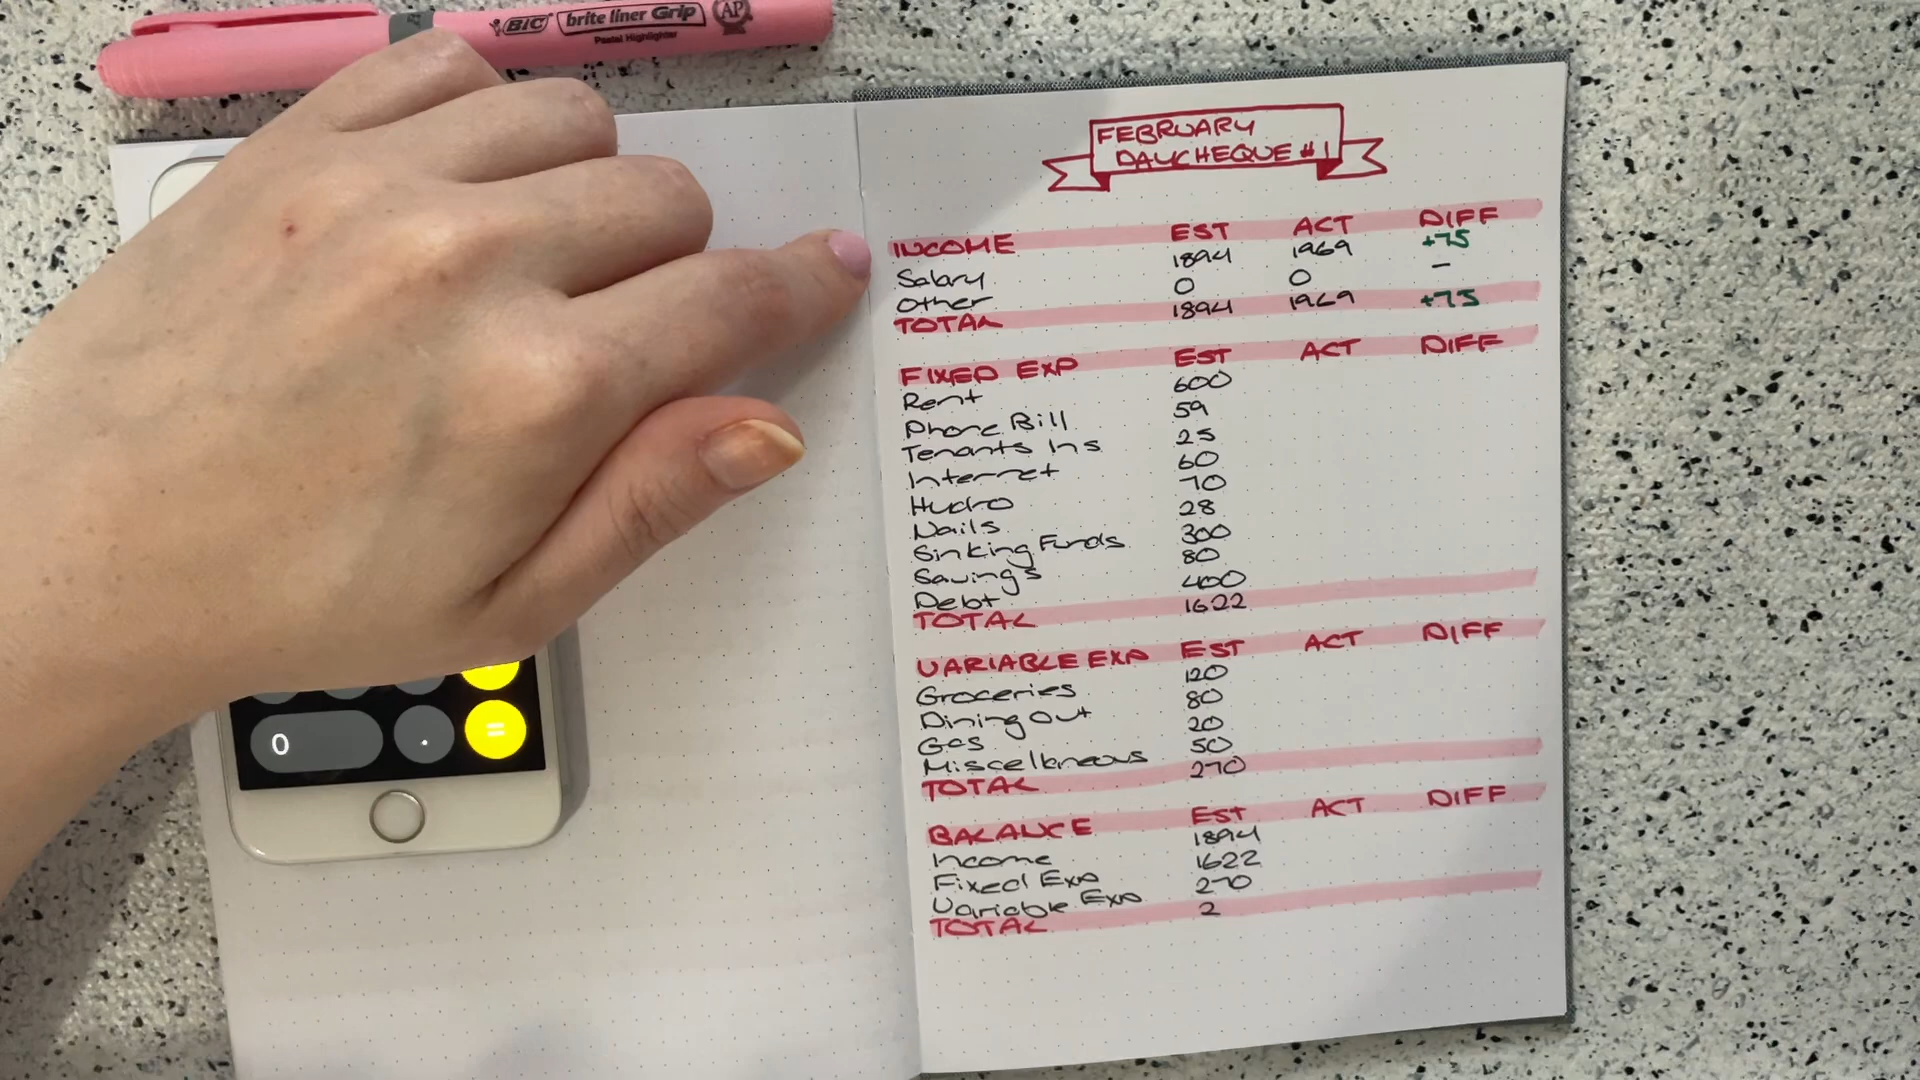 BIC brite liner Grip AP
Pastel Highlighter
FEBRUARY
PAYCHEQUE #1
INCOME EST ACT DIFF
Salary 1894 1969 +75
Other 0 0 –
TOTAL 1894 1969 +75
FIXED EXP EST ACT DIFF
Rent 600
Phone Bill 59
Tenants Ins 25
Internet 60
Hydro 70
Nails 28
Sinking Funds 300
Savings 80
Debt 400
TOTAL 1622
VARIABLE EXP EST ACT DIFF
Groceries 120
Dining Out 80
Gas 20
Miscellaneous 50
TOTAL 270
BALANCE EST ACT DIFF
Income 1894
Fixed Exp 1622
Variable Exp 270
TOTAL 2
0 . =